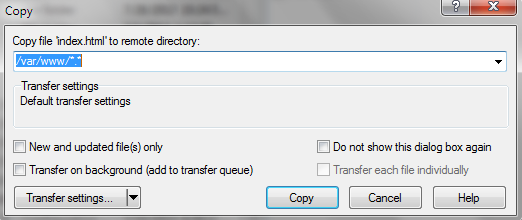 Copy
Copy file 'index.html' to remote directory:
/var/www/*.*
Transfer settings
Default transfer settings
New and updated file(s) only
Do not show this dialog box again
Transfer on background (add to transfer queue)
Transfer each file individually
Transfer settings...
Copy
Cancel
Help